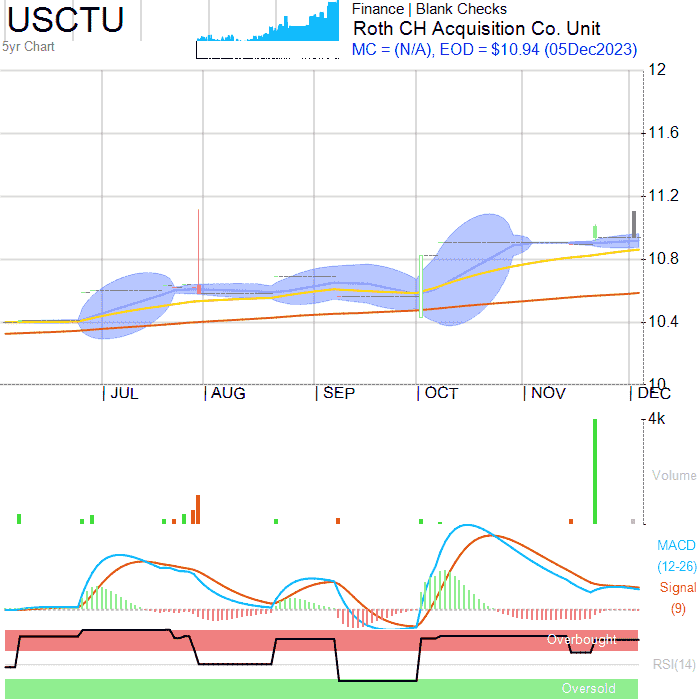 USCTU
5yr Chart
Finance | Blank Checks
Roth CH Acquisition Co. Unit
MC = (N/A), EOD = $10.94 (05Dec2023)
12
11.6
11.2
10.8
10.4
10
JUL AUG SEP OCT NOV DEC
4k
Volume
MACD
(12-26)
Signal
(9)
Overbought
RSI(14)
Oversold